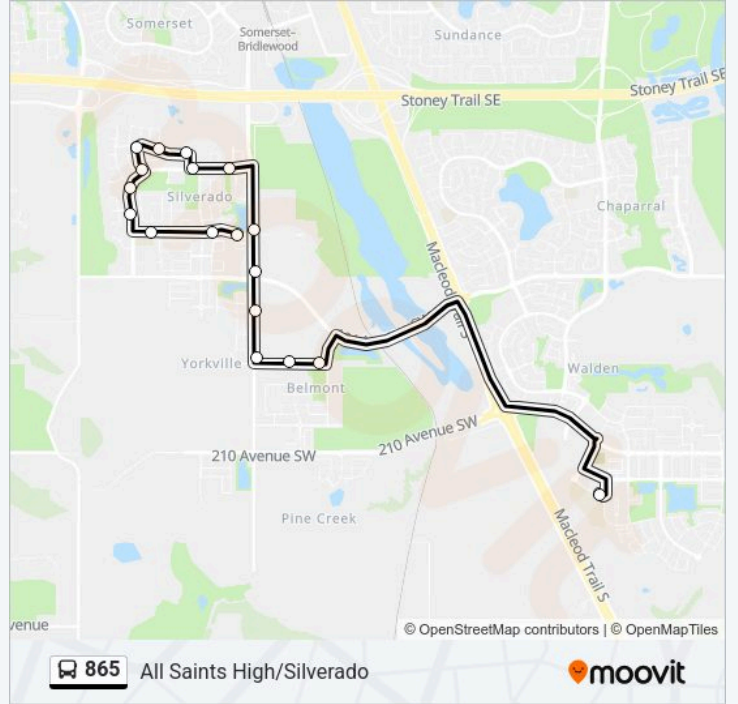 Somerset
Somerset–
Bridlewood
Sundance
Stoney Trail SE
Stoney Trail SE
Silverado
Chaparral
Macleod Trail S
Yorkville
Belmont
Walden
210 Avenue SW
210 Avenue SW
Pine Creek
Macleod Trail S
venue
© OpenStreetMap contributors | © OpenMapTiles
865
All Saints High/Silverado
moovit